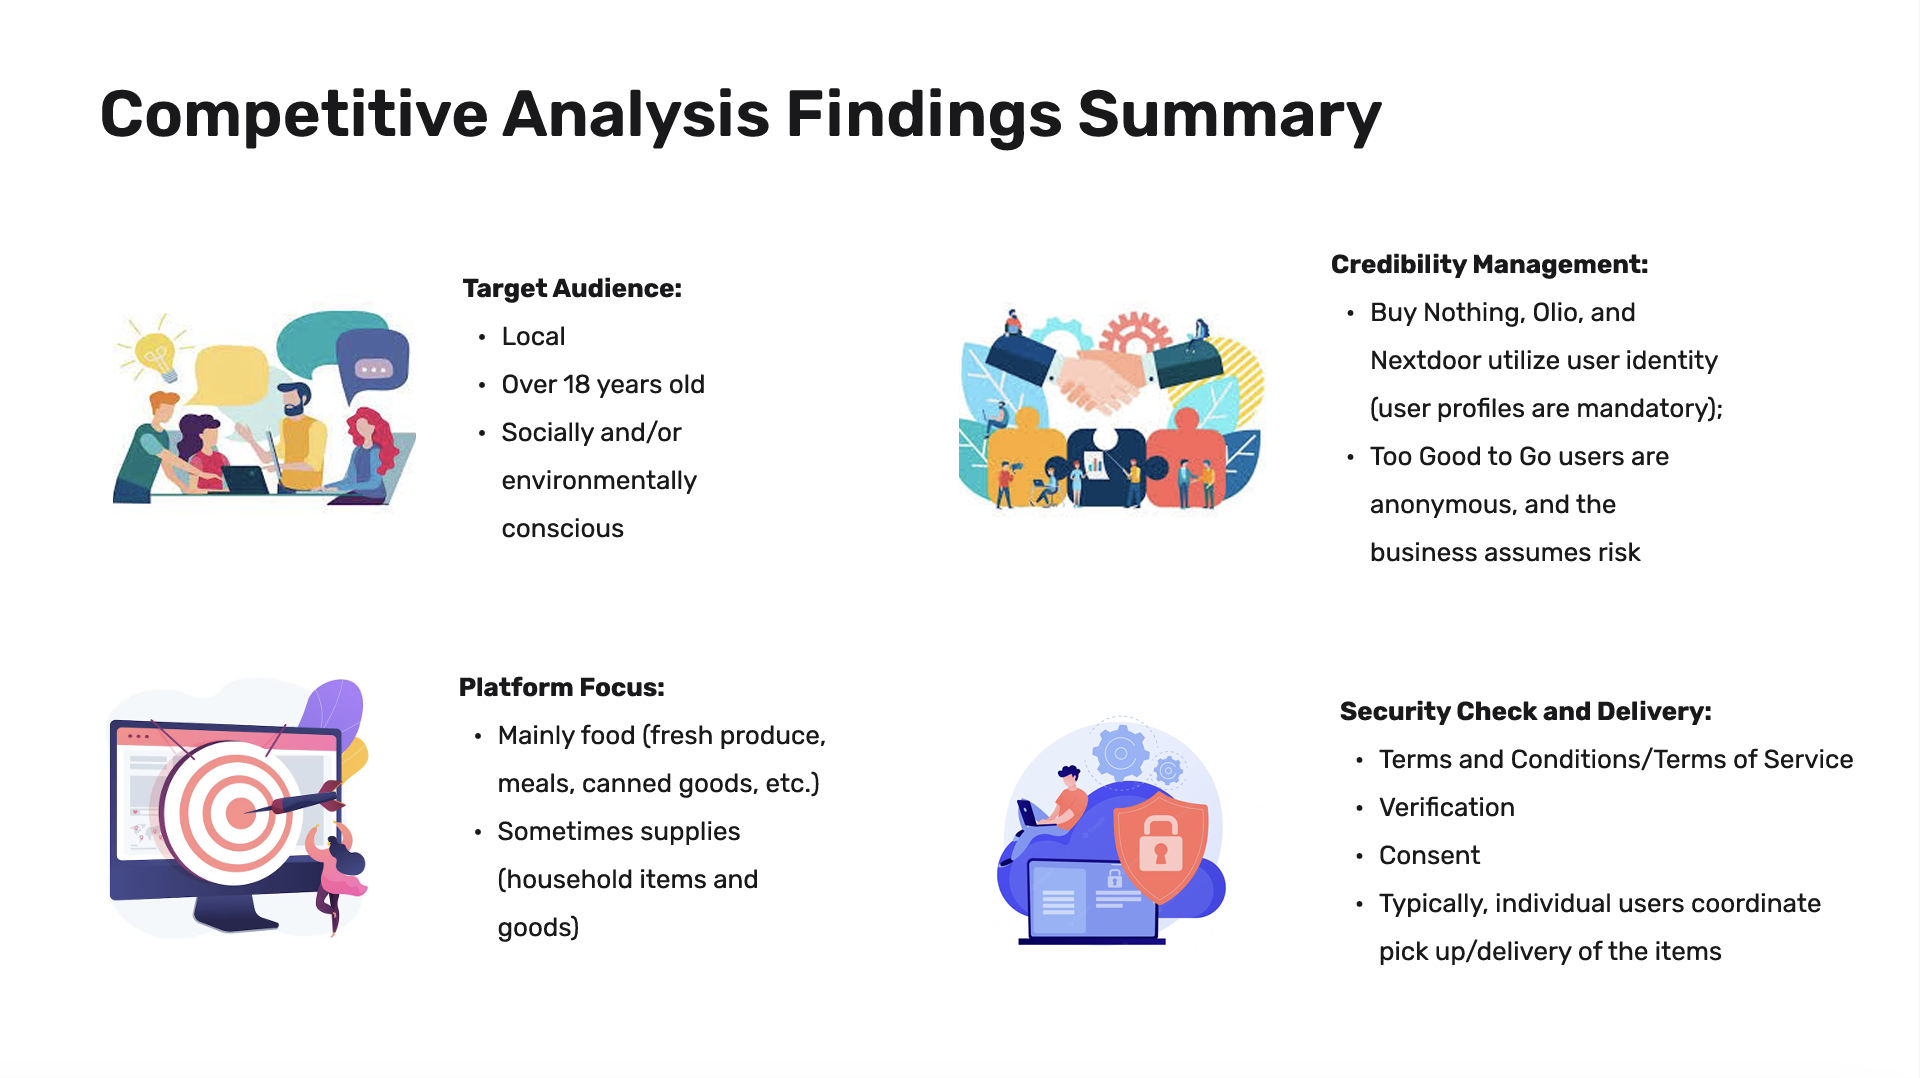 Competitive Analysis Findings Summary
Target Audience:
• Local
• Over 18 years old
• Socially and/or
environmentally
conscious
Credibility Management:
• Buy Nothing, Olio, and
Nextdoor utilize user identity
(user profiles are mandatory);
• Too Good to Go users are
anonymous, and the
business assumes risk
Platform Focus:
• Mainly food (fresh produce,
meals, canned goods, etc.)
• Sometimes supplies
(household items and
goods)
Security Check and Delivery:
• Terms and Conditions/Terms of Service
• Verification
• Consent
• Typically, individual users coordinate
pick up/delivery of the items